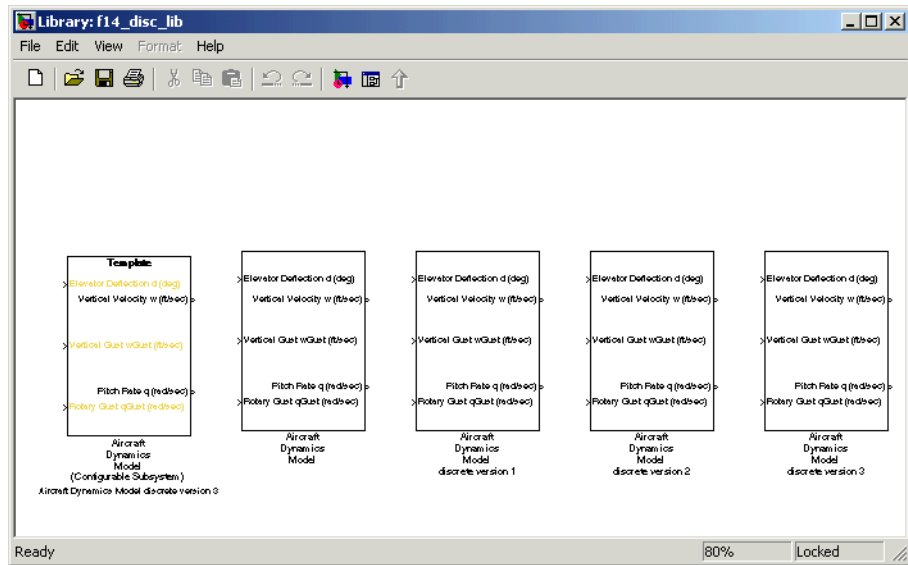 Library: f14_disc_lib
File Edit View Format Help
Template
Elevator Deflection d (deg)
Vertical Velocity w (ft/sec)
Vertical Gust wGust (ft/sec)
Pitch Rate q (rad/sec)
Rotary Gust qGust (rad/sec)
Aircraft
Dynamics
Model
(Configurable Subsystem)
Aircraft Dynamics Model discrete version 3
Elevator Deflection d (deg)
Vertical Velocity w (ft/sec)
Vertical Gust wGust (ft/sec)
Pitch Rate q (rad/sec)
Rotary Gust qGust (rad/sec)
Aircraft
Dynamics
Model
Elevator Deflection d (deg)
Vertical Velocity w (ft/sec)
Vertical Gust wGust (ft/sec)
Pitch Rate q (rad/sec)
Rotary Gust qGust (rad/sec)
Aircraft
Dynamics
Model
discrete version 1
Elevator Deflection d (deg)
Vertical Velocity w (ft/sec)
Vertical Gust wGust (ft/sec)
Pitch Rate q (rad/sec)
Rotary Gust qGust (rad/sec)
Aircraft
Dynamics
Model
discrete version 2
Elevator Deflection d (deg)
Vertical Velocity w (ft/sec)
Vertical Gust wGust (ft/sec)
Pitch Rate q (rad/sec)
Rotary Gust qGust (rad/sec)
Aircraft
Dynamics
Model
discrete version 3
Ready 80% Locked